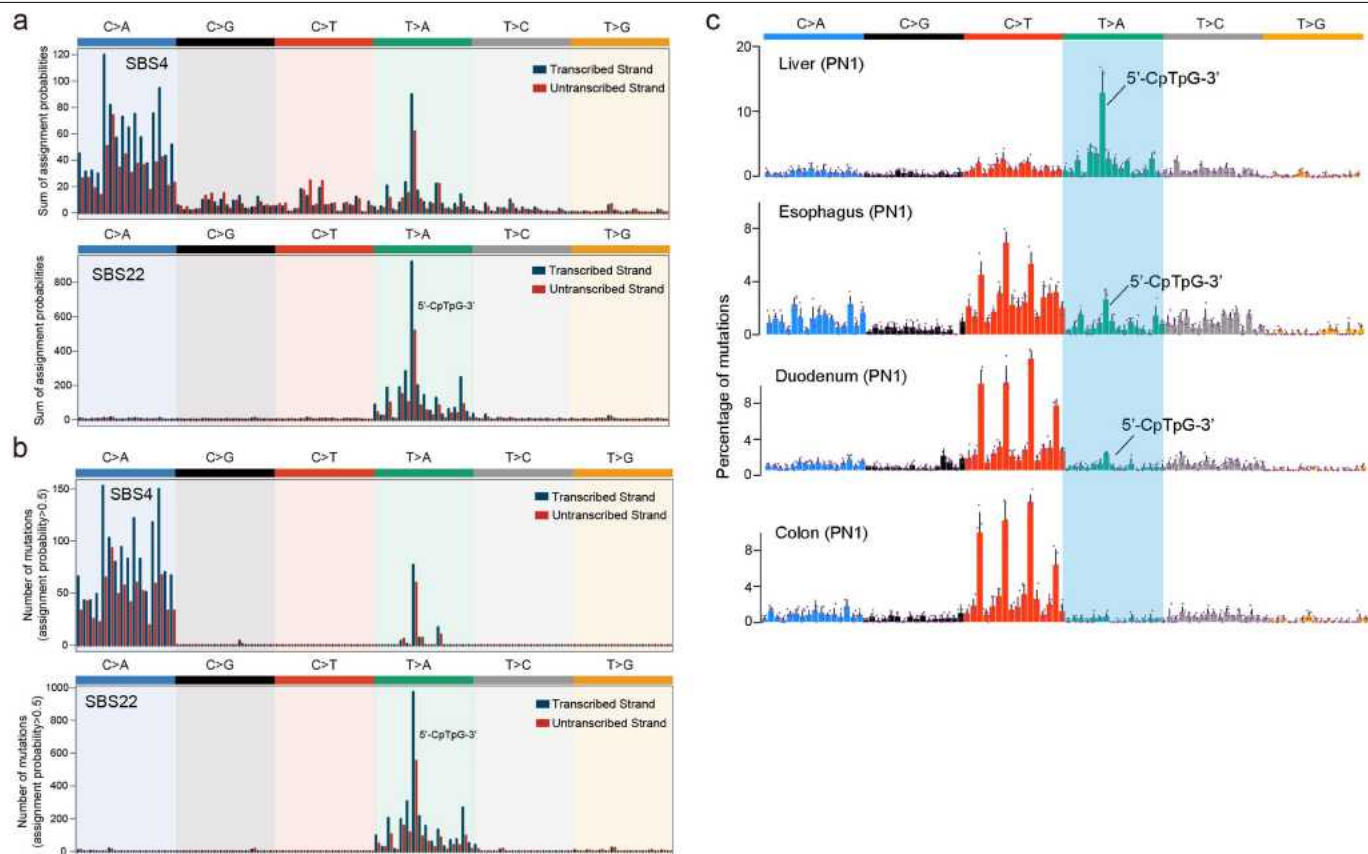 a
C>A C>G C>T T>A T>C T>G
SBS4
Transcribed Strand
Untranscribed Strand
Sum of assignment probabilities
120
100
80
60
40
20
0
C>A C>G C>T T>A T>C T>G
SBS22
Transcribed Strand
Untranscribed Strand
5'-CpTpG-3'
Sum of assignment probabilities
800
600
400
200
0
b
C>A C>G C>T T>A T>C T>G
SBS4
Transcribed Strand
Untranscribed Strand
Number of mutations
(assignment probability>0.5)
150
100
50
0
C>A C>G C>T T>A T>C T>G
SBS22
Transcribed Strand
Untranscribed Strand
5'-CpTpG-3'
Number of mutations
(assignment probability>0.5)
1000
800
600
400
200
0
c
C>A C>G C>T T>A T>C T>G
Percentage of mutations
20
Liver (PN1)
5'-CpTpG-3'
10
0
Esophagus (PN1)
8
5'-CpTpG-3'
4
0
Duodenum (PN1)
8
5'-CpTpG-3'
4
0
Colon (PN1)
8
4
0